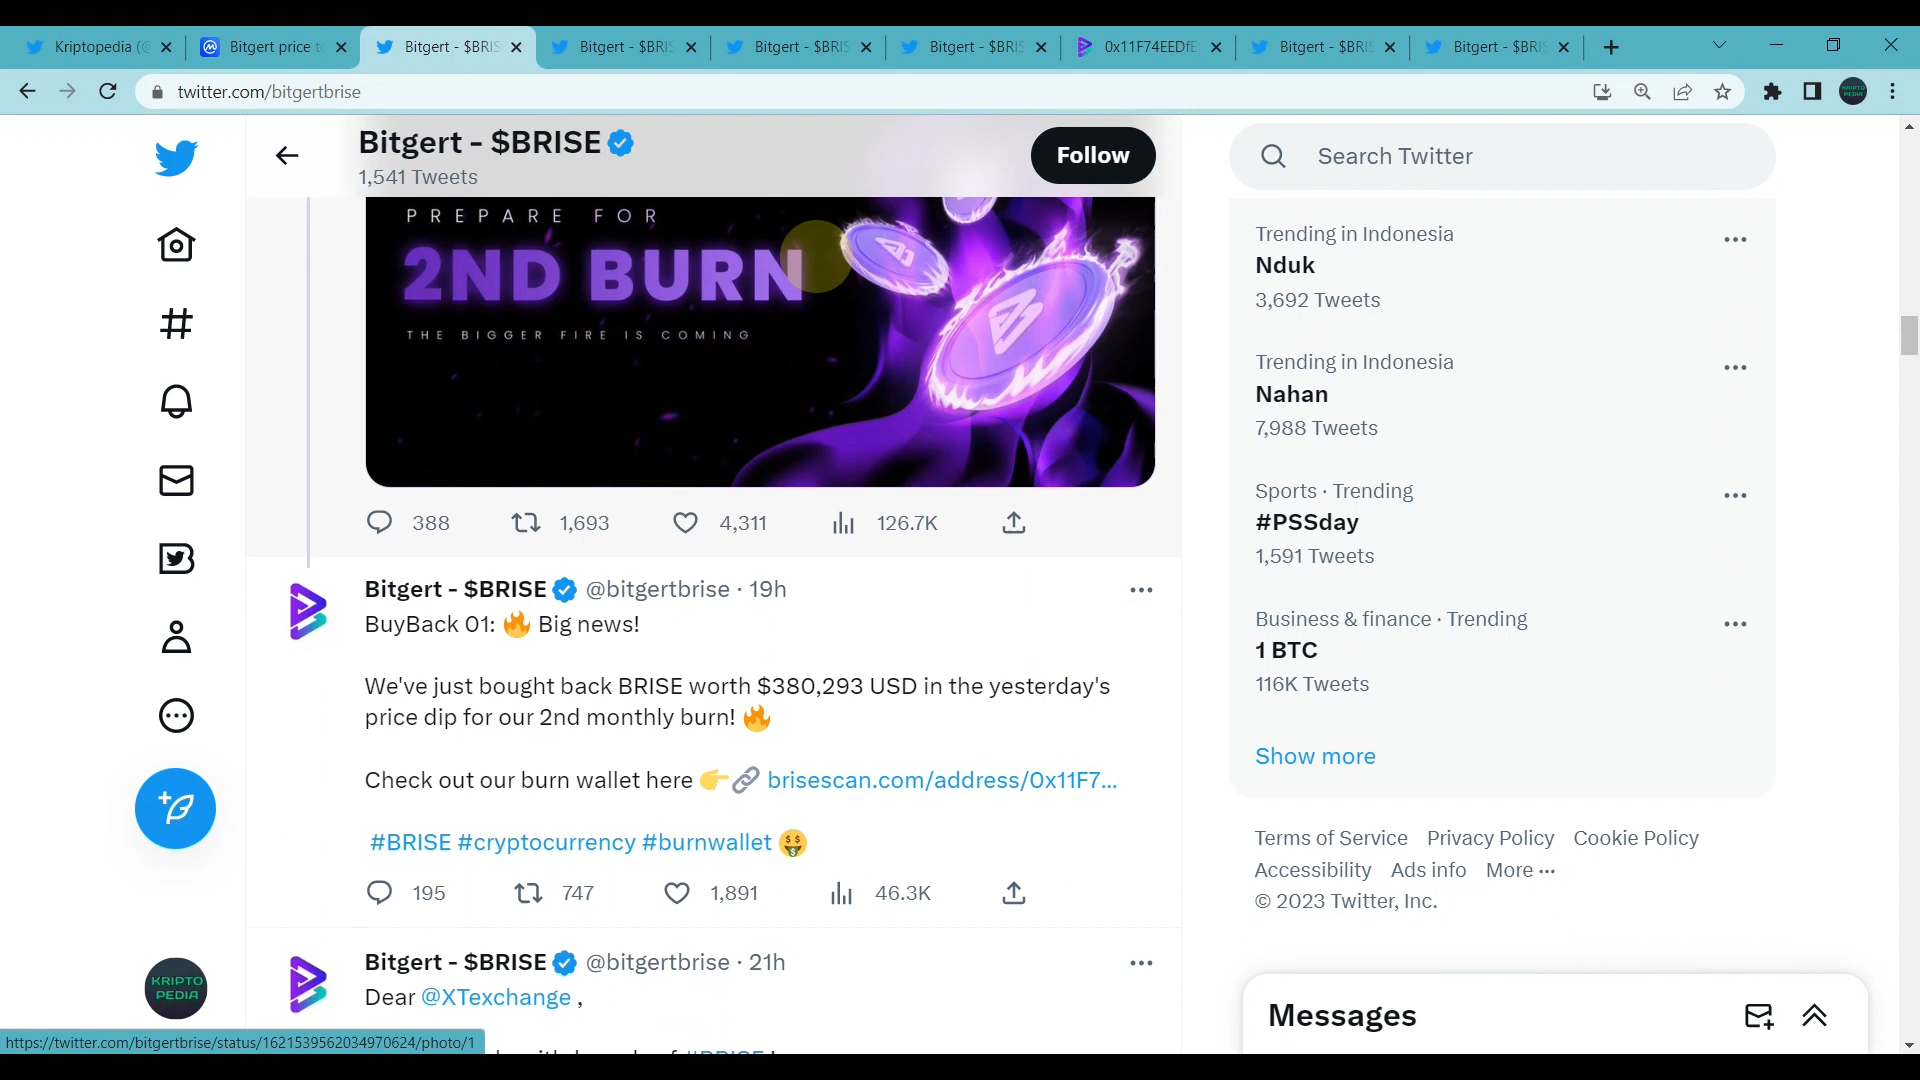 Kriptopedia (@
Bitgert price to
Bitgert - $BRIS
Bitgert - $BRIS
Bitgert - $BRIS
Bitgert - $BRIS
0x11F74EEDfE
Bitgert - $BRIS
Bitgert - $BRIS
twitter.com/bitgertbrise
Bitgert - $BRISE
1,541 Tweets
Follow
Search Twitter
PREPARE FOR
2ND BURN
THE BIGGER FIRE IS COMING
388 1,693 4,311 126.7K
Bitgert - $BRISE @bitgertbrise · 19h
BuyBack 01: 🔥 Big news!
We've just bought back BRISE worth $380,293 USD in the yesterday's
price dip for our 2nd monthly burn! 🔥
Check out our burn wallet here 👉🔗 brisescan.com/address/0x11F7...
#BRISE #cryptocurrency #burnwallet 🤑
195 747 1,891 46.3K
Bitgert - $BRISE @bitgertbrise · 21h
Dear @XTexchange ,
Trending in Indonesia
Nduk
3,692 Tweets
Trending in Indonesia
Nahan
7,988 Tweets
Sports · Trending
#PSSday
1,591 Tweets
Business & finance · Trending
1 BTC
116K Tweets
Show more
Terms of Service Privacy Policy Cookie Policy
Accessibility Ads info More ···
© 2023 Twitter, Inc.
Messages
KRIPTO
PEDIA
https://twitter.com/bitgertbrise/status/1621539562034970624/photo/1